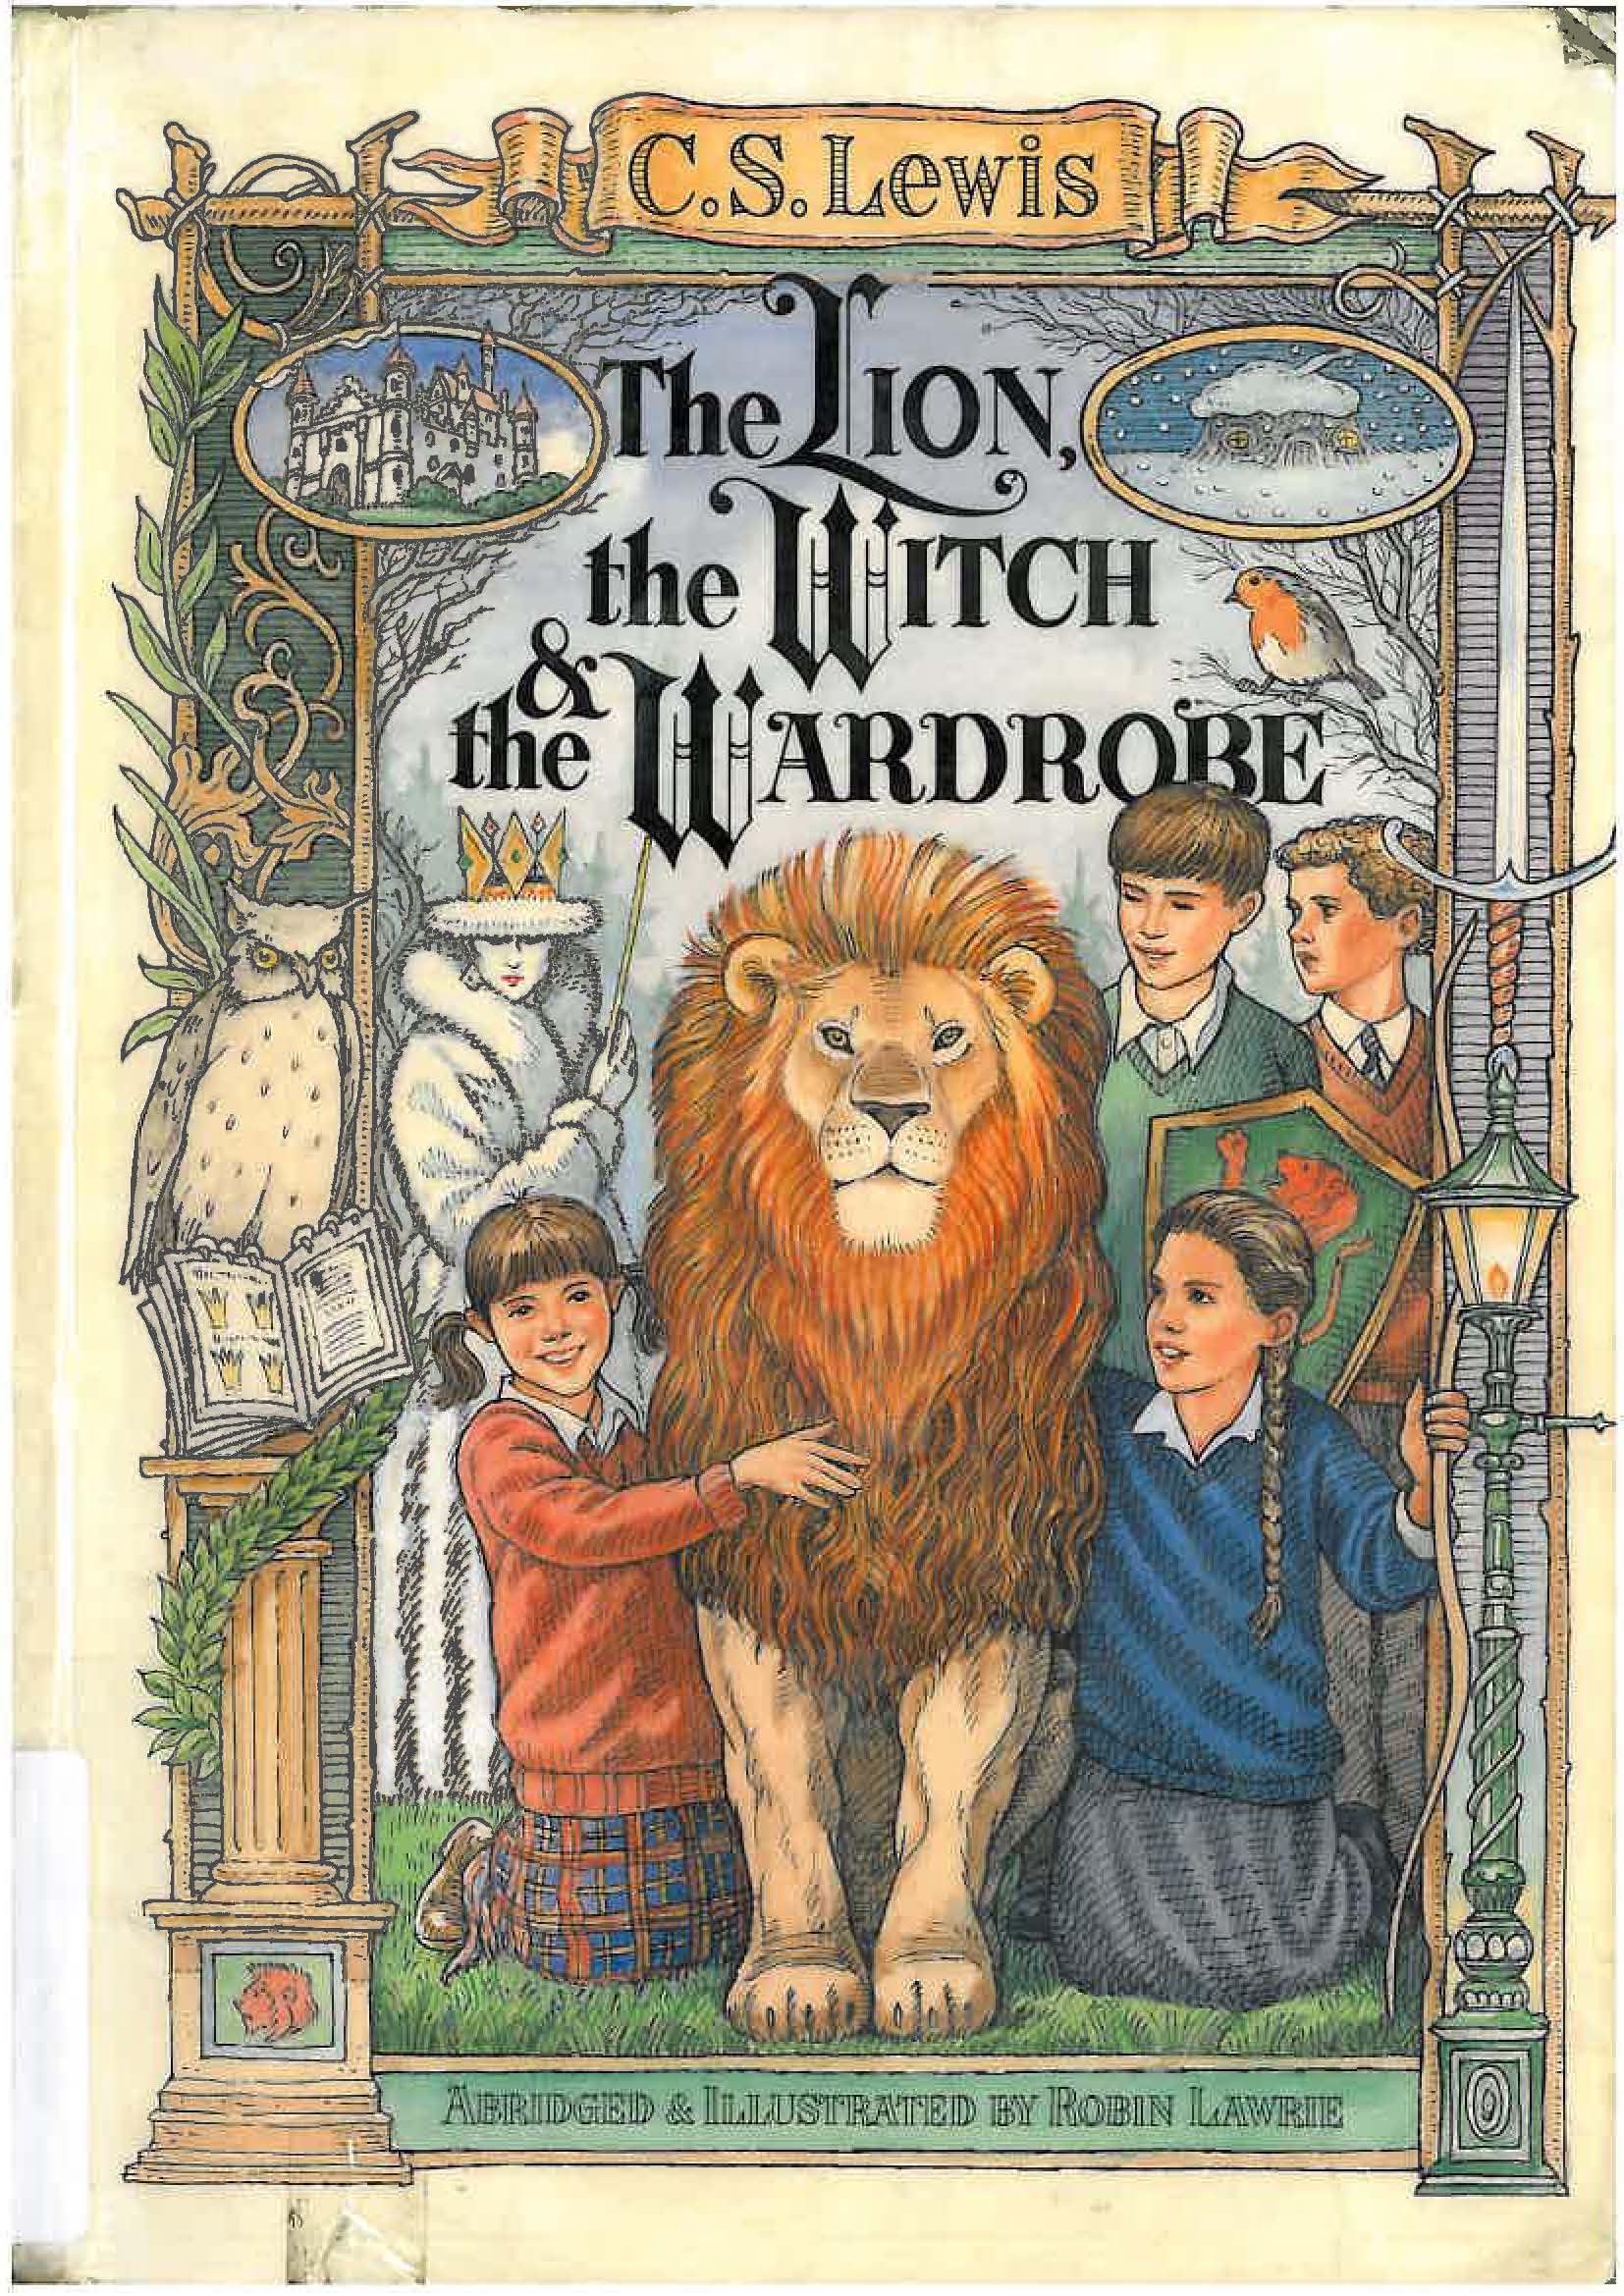 C.S. Lewis
The LION,
the WITCH
&
the WARDROBE
ABRIDGED & ILLUSTRATED BY ROBIN LAWRIE